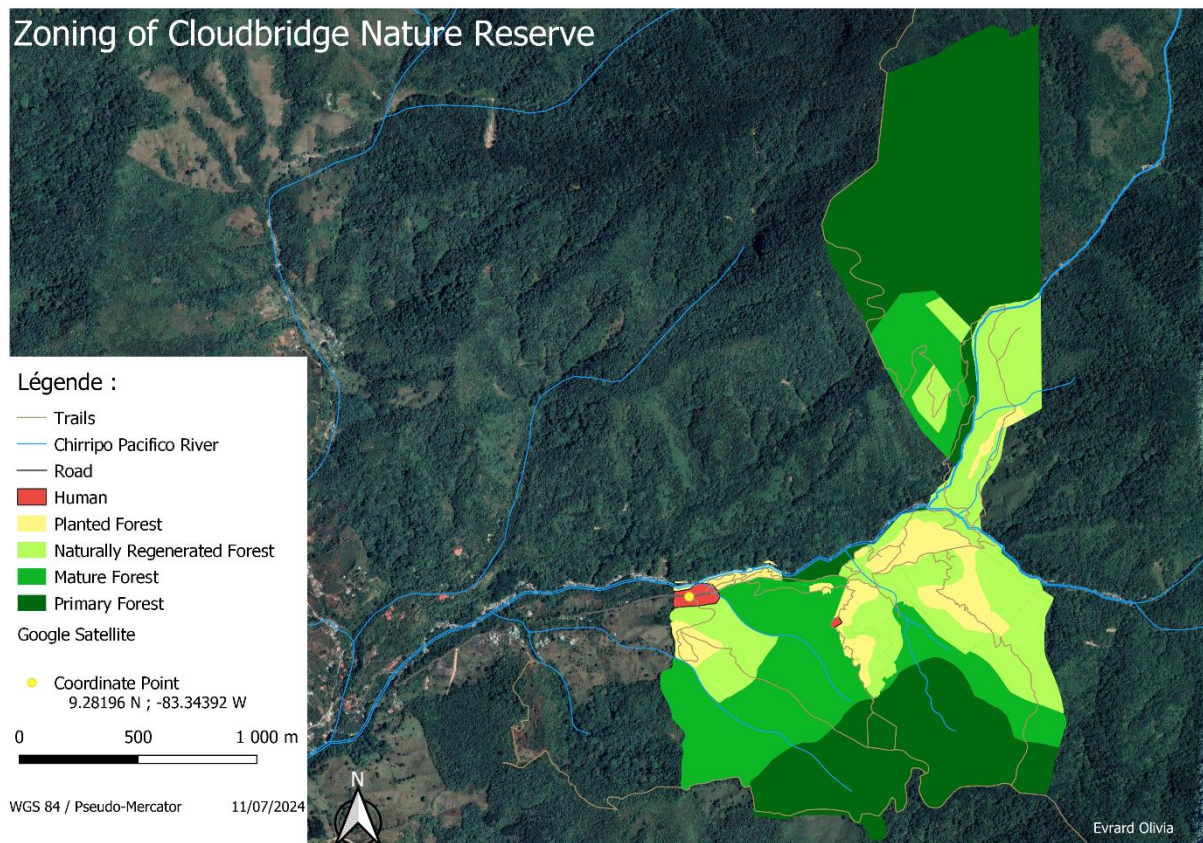 Zoning of Cloudbridge Nature Reserve
Légende :
Trails
Chirripo Pacifico River
Road
Human
Planted Forest
Naturally Regenerated Forest
Mature Forest
Primary Forest
Google Satellite
Coordinate Point
9.28196 N ; -83.34392 W
0 500 1 000 m
WGS 84 / Pseudo-Mercator 11/07/2024
N
Evrard Olivia